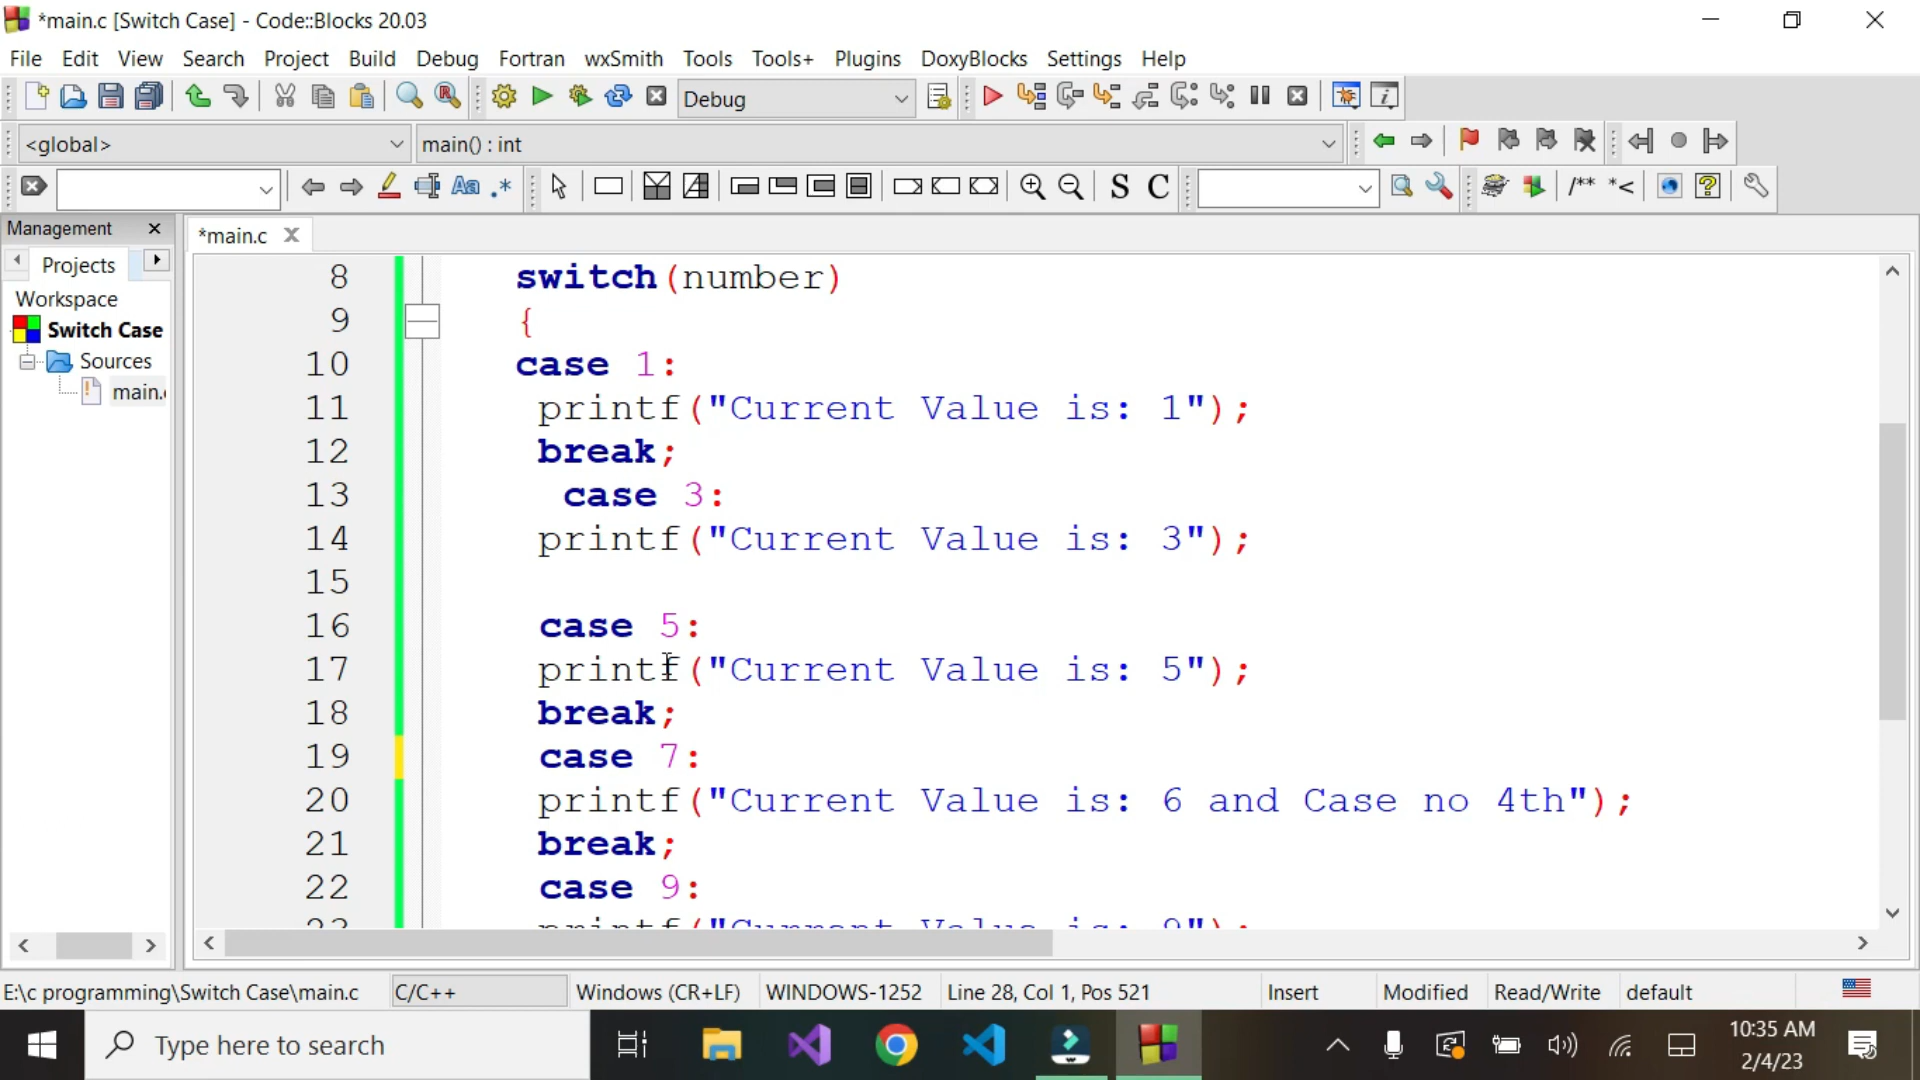 *main.c [Switch Case] - Code::Blocks 20.03
File Edit View Search Project Build Debug Fortran wxSmith Tools Tools+ Plugins DoxyBlocks Settings Help
Debug
<global> main() : int
S C /** *<
Management
*main.c
Projects
Workspace
Switch Case
Sources
main.
8 switch(number)
9 {
10 case 1:
11 printf("Current Value is: 1");
12 break;
13 case 3:
14 printf("Current Value is: 3");
15
16 case 5:
17 printf("Current Value is: 5");
18 break;
19 case 7:
20 printf("Current Value is: 6 and Case no 4th");
21 break;
22 case 9:
23 printf("Current Value is: 9");
E:\c programming\Switch Case\main.c C/C++ Windows (CR+LF) WINDOWS-1252 Line 28, Col 1, Pos 521 Insert Modified Read/Write default
Type here to search
10:35 AM
2/4/23